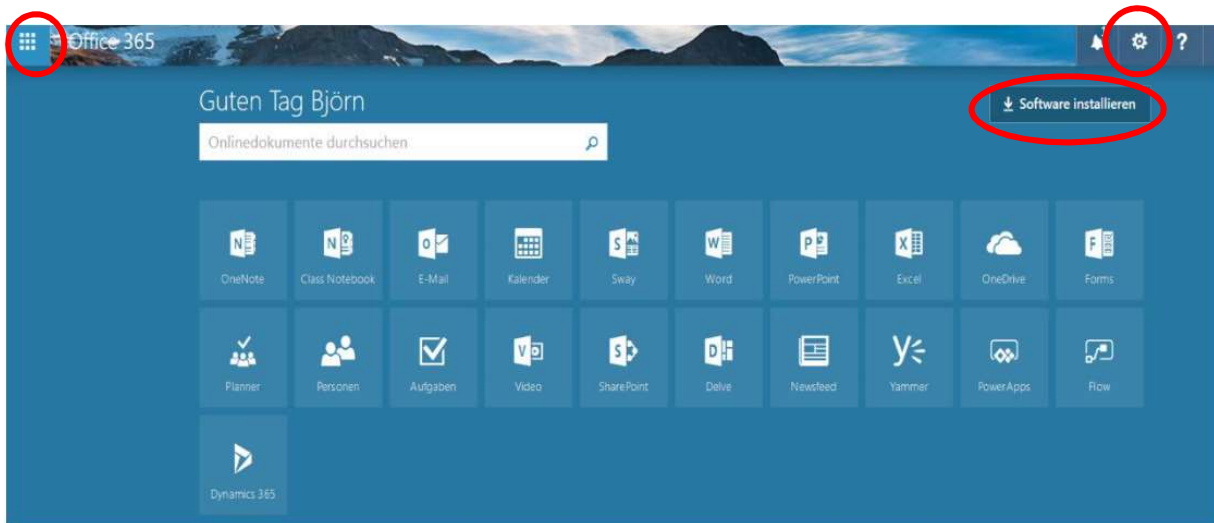 Office 365
?
Guten Tag Björn
Software installieren
Onlinedokumente durchsuchen
OneNote Class Notebook E-Mail Kalender Sway Word PowerPoint Excel OneDrive Forms
Planner Personen Aufgaben Video SharePoint Delve Newsfeed Yammer PowerApps Flow
Dynamics 365